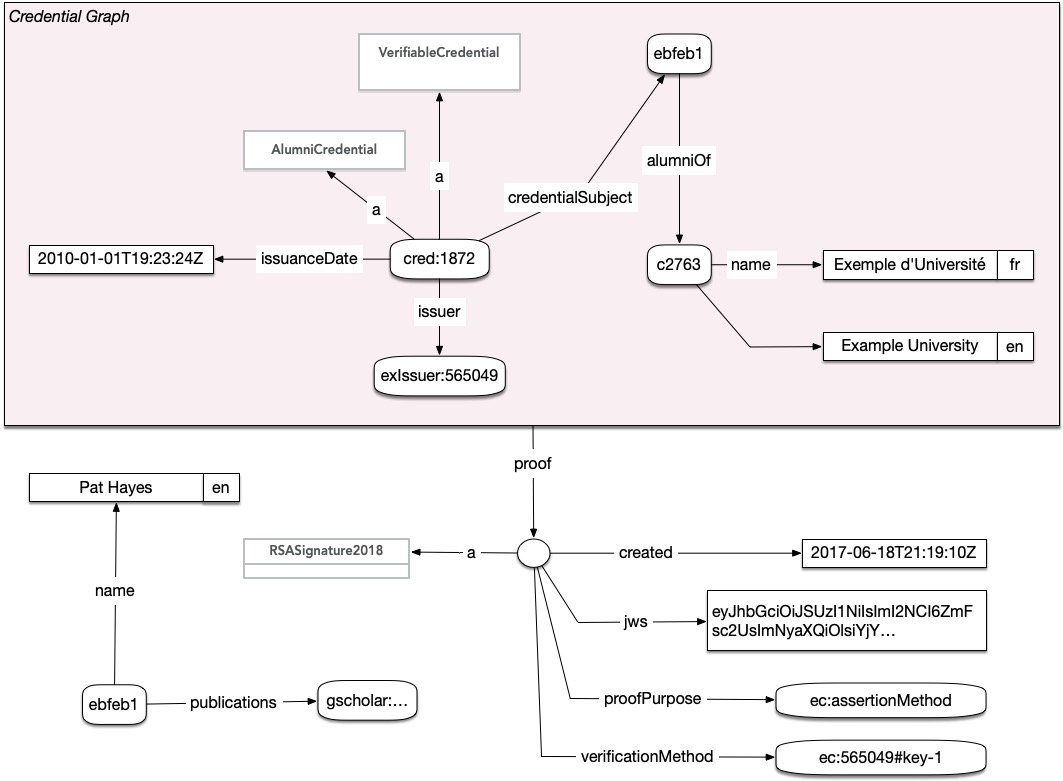 Credential Graph
VerifiableCredential
ebfeb1
AlumniCredential
alumniOf
a
credentialSubject
a
2010-01-01T19:23:24Z
issuanceDate
cred:1872
c2763
name
Exemple d'Université
fr
issuer
Example University
en
exIssuer:565049
proof
Pat Hayes
en
RSASignature2018
a
created
2017-06-18T21:19:10Z
name
jws
eyJhbGciOiJSUzI1NiIsImI2NCI6ZmF
sc2UsImNyaXQiOlsiYjY...
ebfeb1
publications
gscholar:...
proofPurpose
ec:assertionMethod
verificationMethod
ec:565049#key-1